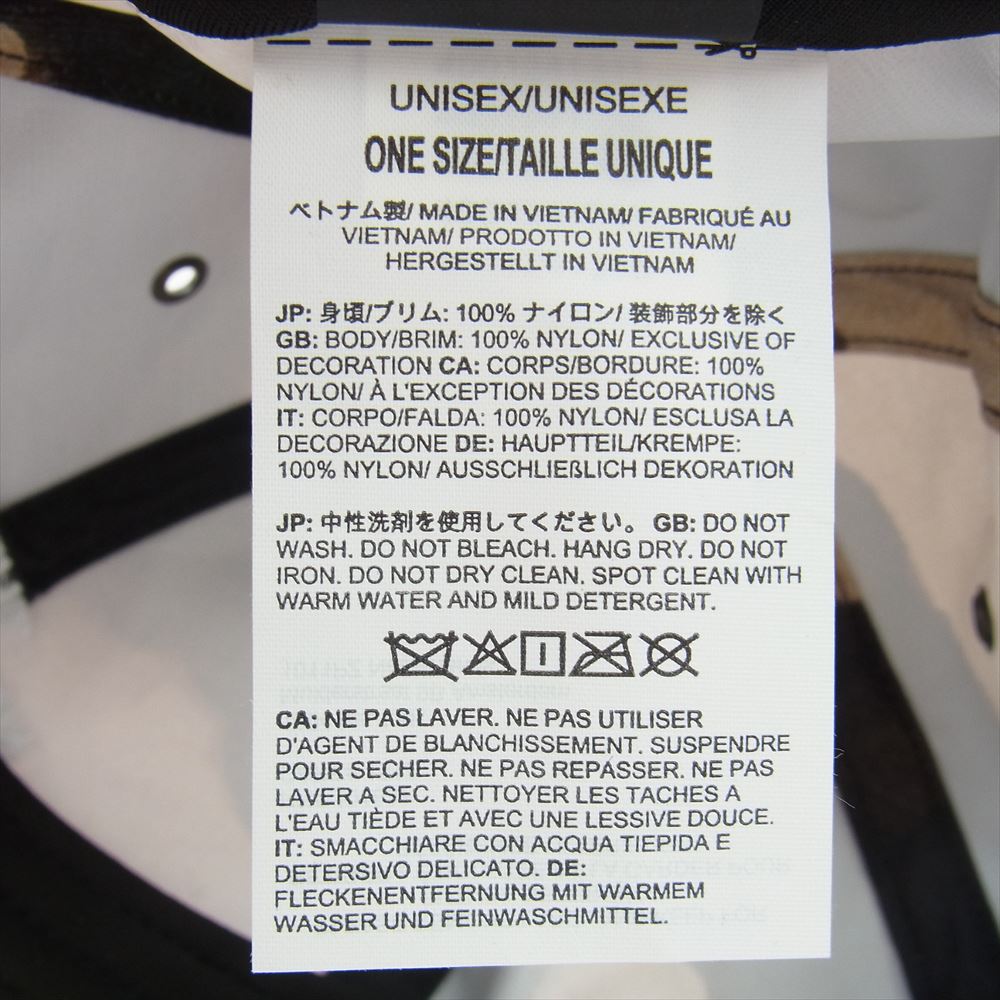 UNISEX/UNISEXE
ONE SIZE/TAILLE UNIQUE
ベトナム製/ MADE IN VIETNAM/ FABRIQUÉ AU
VIETNAM/ PRODOTTO IN VIETNAM/
HERGESTELLT IN VIETNAM
JP: 身頃/ブリム: 100% ナイロン/ 装飾部分を除く
GB: BODY/BRIM: 100% NYLON/ EXCLUSIVE OF
DECORATION CA: CORPS/BORDURE: 100%
NYLON/ À L'EXCEPTION DES DÉCORATIONS
IT: CORPO/FALDA: 100% NYLON/ ESCLUSA LA
DECORAZIONE DE: HAUPTTEIL/KREMPE:
100% NYLON/ AUSSCHLIEßLICH DEKORATION
JP: 中性洗剤を使用してください。 GB: DO NOT
WASH. DO NOT BLEACH. HANG DRY. DO NOT
IRON. DO NOT DRY CLEAN. SPOT CLEAN WITH
WARM WATER AND MILD DETERGENT.
CA: NE PAS LAVER. NE PAS UTILISER
D'AGENT DE BLANCHISSEMENT. SUSPENDRE
POUR SECHER. NE PAS REPASSER. NE PAS
LAVER A SEC. NETTOYER LES TACHES A
L'EAU TIÈDE ET AVEC UNE LESSIVE DOUCE.
IT: SMACCHIARE CON ACQUA TIEPIDA E
DETERSIVO DELICATO. DE:
FLECKENENTFERNUNG MIT WARMEM
WASSER UND FEINWASCHMITTEL.